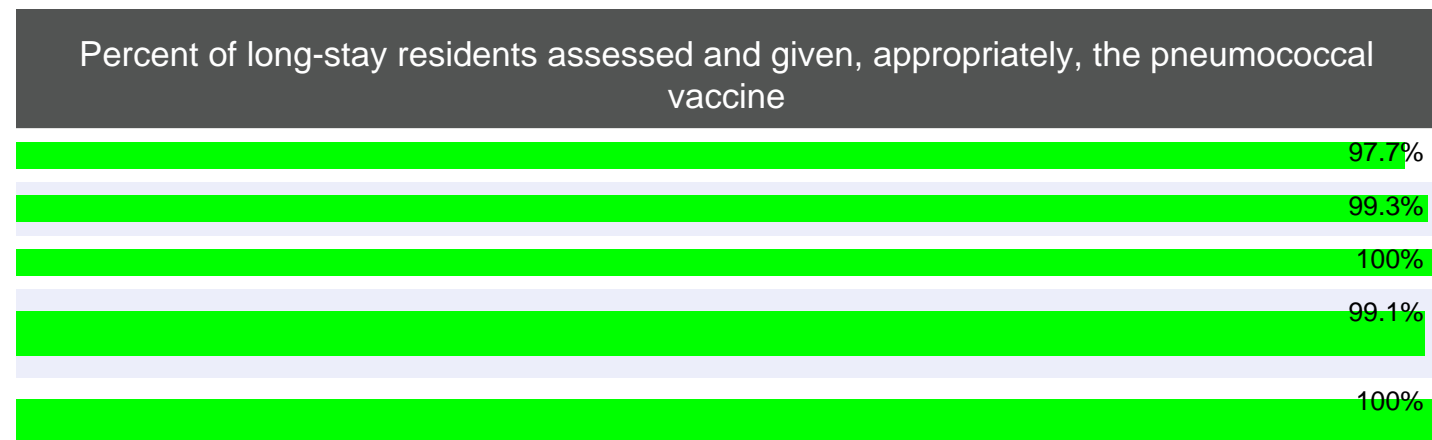 Percent of long-stay residents assessed and given, appropriately, the pneumococcal
vaccine
97.7%
99.3%
100%
99.1%
100%